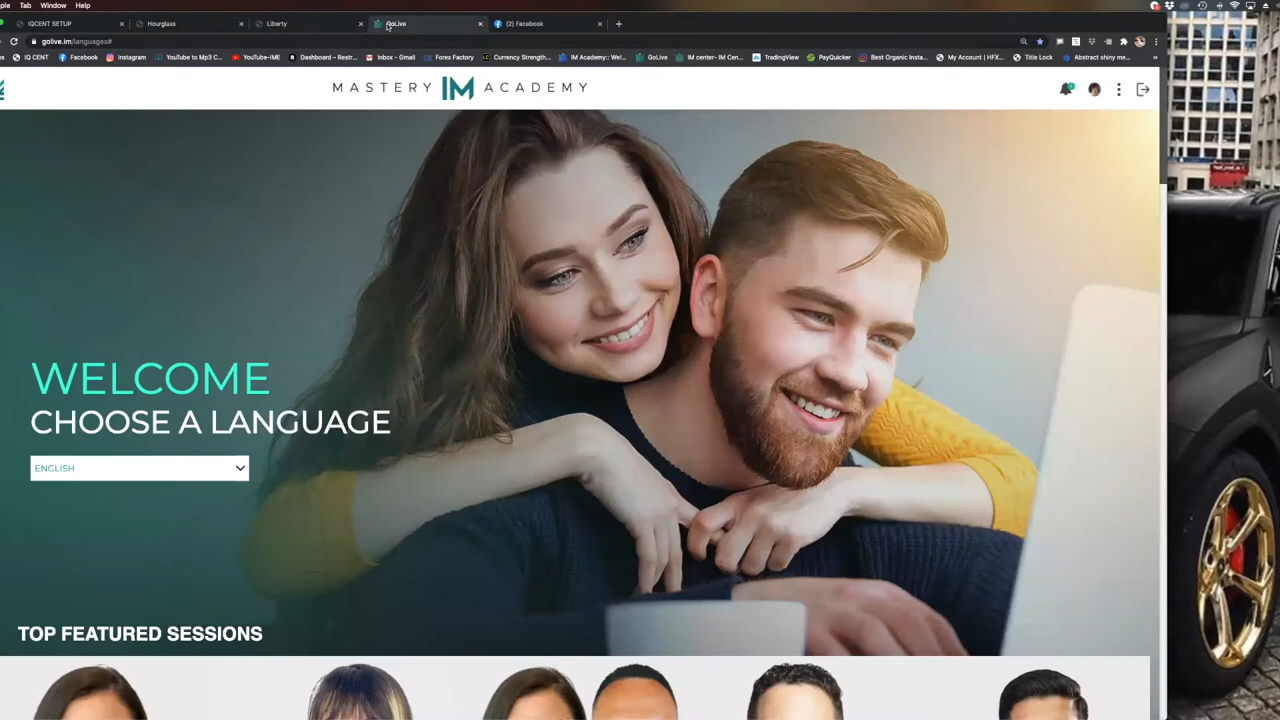 ple Tab Window Help
IQCENT SETUP Hourglass Liberty GoLive (2) Facebook
golive.im/languages#
IQ CENT Facebook Instagram YouTube to Mp3 C... YouTube-IME Dashboard – Restr... Inbox - Gmail Forex Factory Currency Strength... IM Academy:: Wel... GoLive IM center- IM Cen... TradingView PayQuicker Best Organic Insta... My Account | HFX... Title Lock Abstract shiny me... »
MASTERY IM ACADEMY
WELCOME
CHOOSE A LANGUAGE
ENGLISH
TOP FEATURED SESSIONS